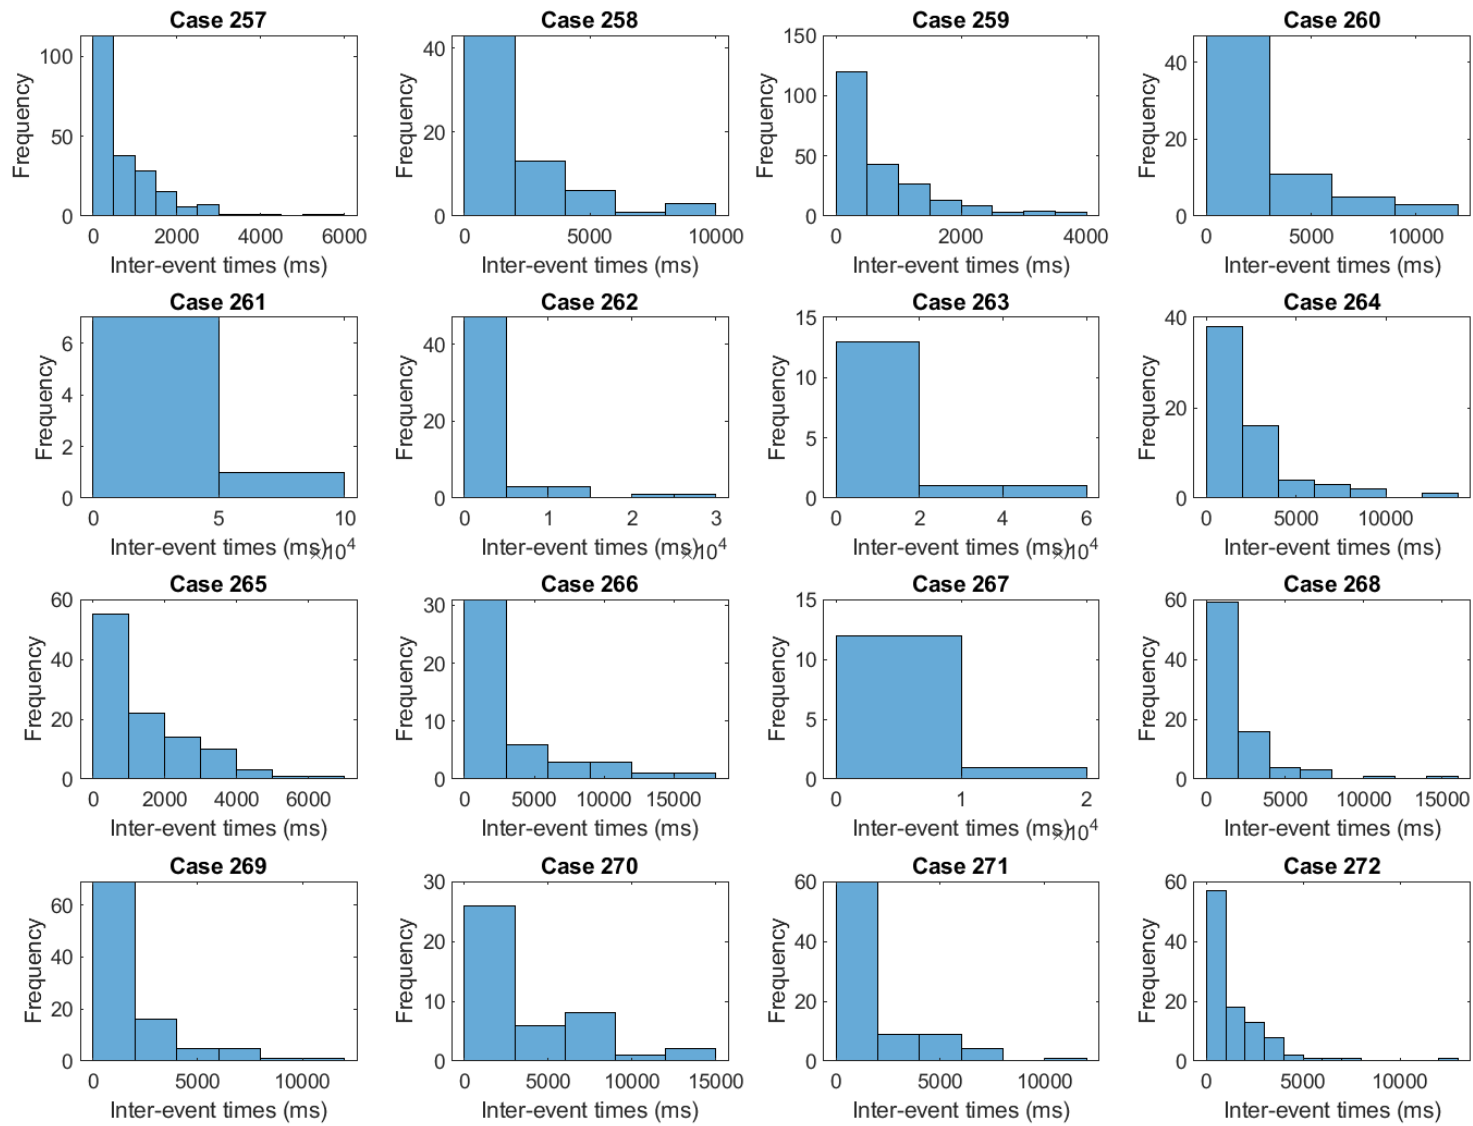 Case 257
Case 258
Case 259
Case 260
Frequency
100
50
0
0 2000 4000 6000
Inter-event times (ms)
Frequency
40
20
0
0 5000 10000
Inter-event times (ms)
Frequency
150
100
50
0
0 2000 4000
Inter-event times (ms)
Frequency
40
20
0
0 5000 10000
Inter-event times (ms)
Case 261
Case 262
Case 263
Case 264
Frequency
6
4
2
0
0 5 10
Inter-event times (ms)
×10^4
Frequency
40
20
0
0 1 2 3
Inter-event times (ms)
×10^4
Frequency
15
10
5
0
0 2 4 6
Inter-event times (ms)
×10^4
Frequency
40
20
0
0 5000 10000
Inter-event times (ms)
Case 265
Case 266
Case 267
Case 268
Frequency
60
40
20
0
0 2000 4000 6000
Inter-event times (ms)
Frequency
30
20
10
0
0 5000 10000 15000
Inter-event times (ms)
Frequency
15
10
5
0
0 1 2
Inter-event times (ms)
×10^4
Frequency
60
40
20
0
0 5000 10000 15000
Inter-event times (ms)
Case 269
Case 270
Case 271
Case 272
Frequency
60
40
20
0
0 5000 10000
Inter-event times (ms)
Frequency
30
20
10
0
0 5000 10000 15000
Inter-event times (ms)
Frequency
60
40
20
0
0 5000 10000
Inter-event times (ms)
Frequency
60
40
20
0
0 5000 10000
Inter-event times (ms)